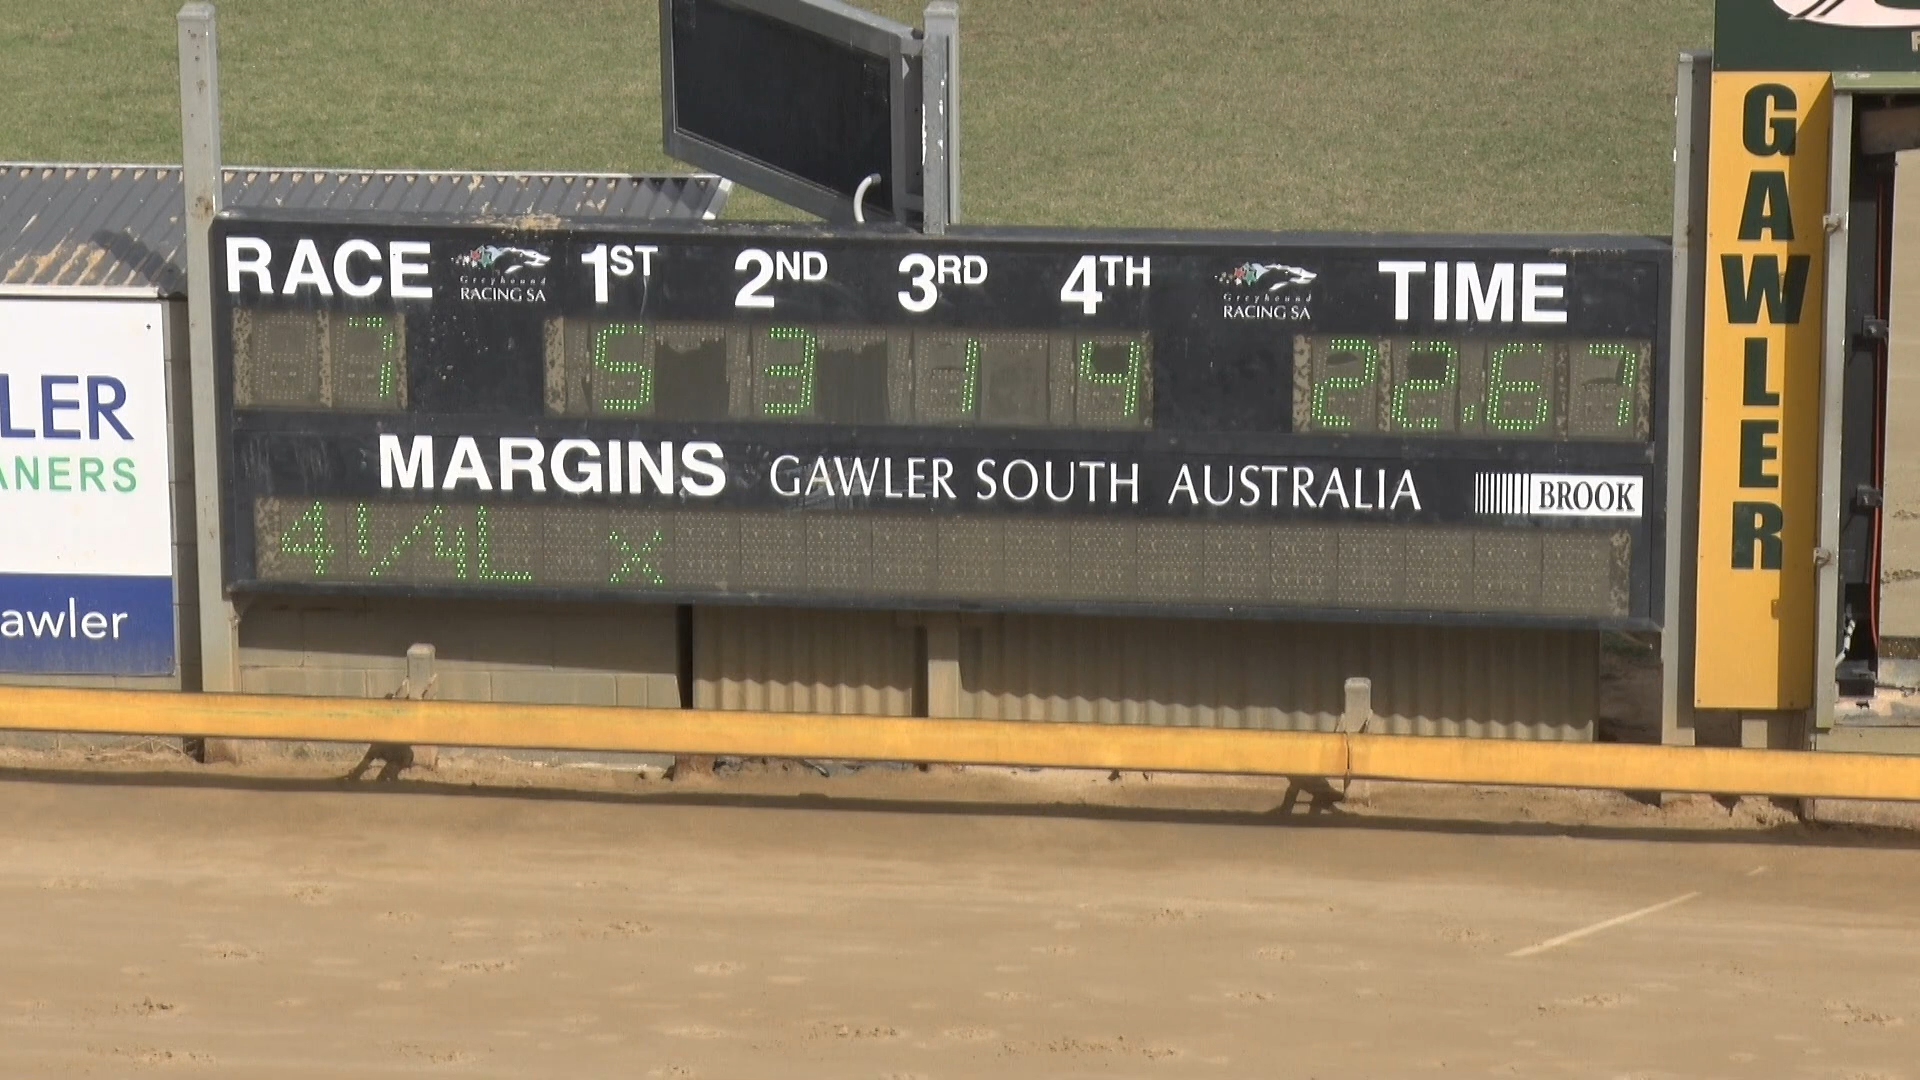 RACE Greyhound RACING SA 1ST 2ND 3RD 4TH Greyhound RACING SA TIME
7 5 3 1 4 22.67
MARGINS GAWLER SOUTH AUSTRALIA BROOK
4 1/4L x
GAWLER
LER
ANERS
awler